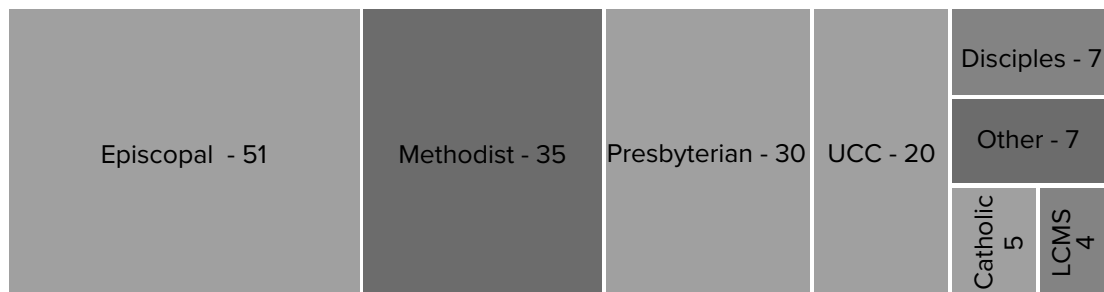 Episcopal  - 51
Methodist - 35
Presbyterian - 30
UCC - 20
Disciples - 7
Other - 7
Catholic
5
LCMS
4